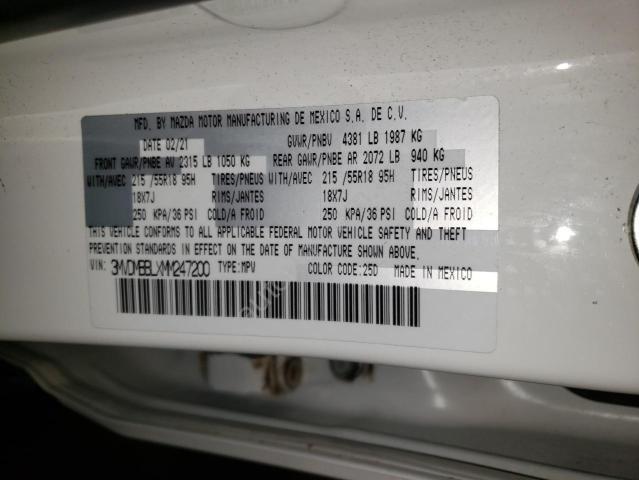 MFD. BY MAZDA MOTOR MANUFACTURING DE MEXICO S.A. DE C.V.
DATE 02/21 GVWR/PNBV 4381 LB 1987 KG
FRONT GAWR/PNBE AV 2315 LB 1050 KG REAR GAWR/PNBE AR 2072 LB 940 KG
WITH/AVEC 215 /55R18 95H TIRES/PNEUS WITH/AVEC 215 /55R18 95H TIRES/PNEUS
18X7J RIMS/JANTES 18X7J RIMS/JANTES
250 KPA/36 PSI COLD/A FROID 250 KPA/36 PSI COLD/A FROID
THIS VEHICLE CONFORMS TO ALL APPLICABLE FEDERAL MOTOR VEHICLE SAFETY AND THEFT
PREVENTION STANDARDS IN EFFECT ON THE DATE OF MANUFACTURE SHOWN ABOVE.
VIN: 3MVDMBBLXMM247200 TYPE:MPV COLOR CODE:25D MADE IN MEXICO